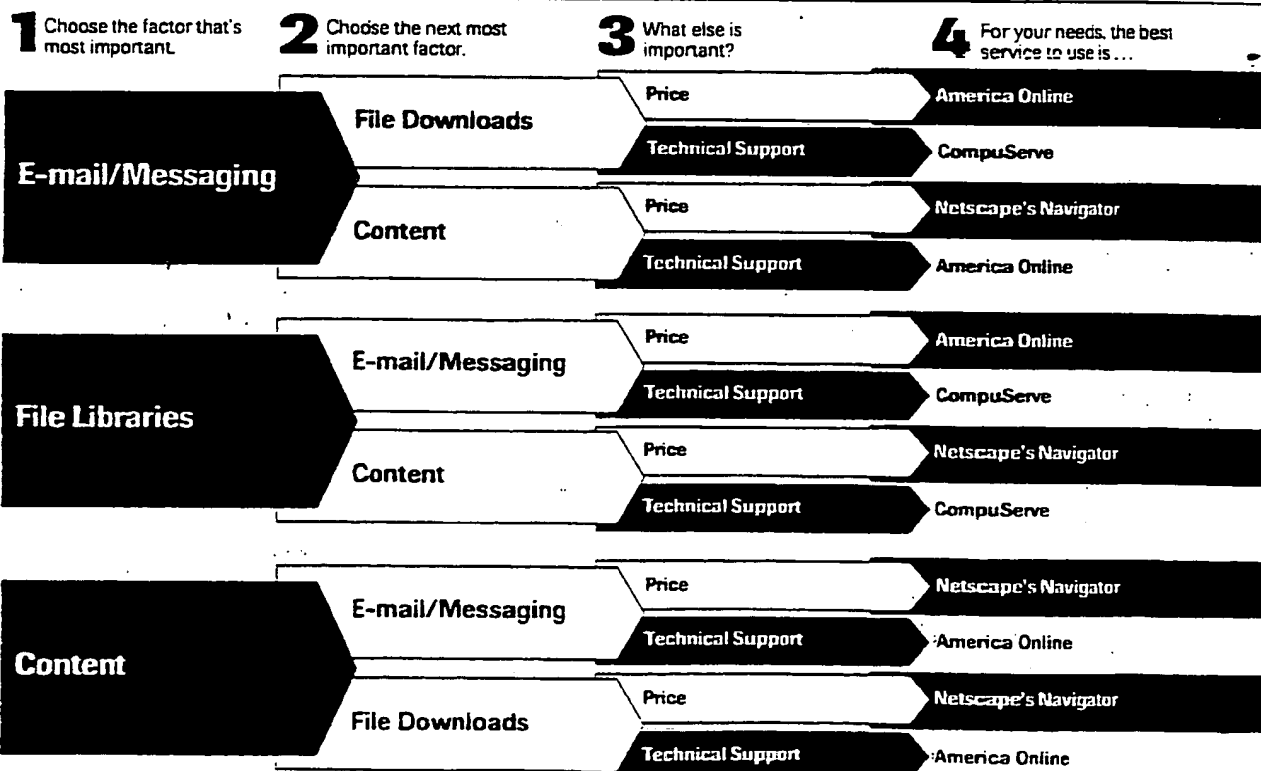 1 Choose the factor that's
most important.
2 Choose the next most
important factor.
3 What else is
important?
4 For your needs, the best
service to use is ...
E-mail/Messaging
File Downloads
Price
America Online
Technical Support
CompuServe
Content
Price
Netscape's Navigator
Technical Support
America Online
File Libraries
E-mail/Messaging
Price
America Online
Technical Support
CompuServe
Content
Price
Netscape's Navigator
Technical Support
CompuServe
Content
E-mail/Messaging
Price
Netscape's Navigator
Technical Support
America Online
File Downloads
Price
Netscape's Navigator
Technical Support
America Online